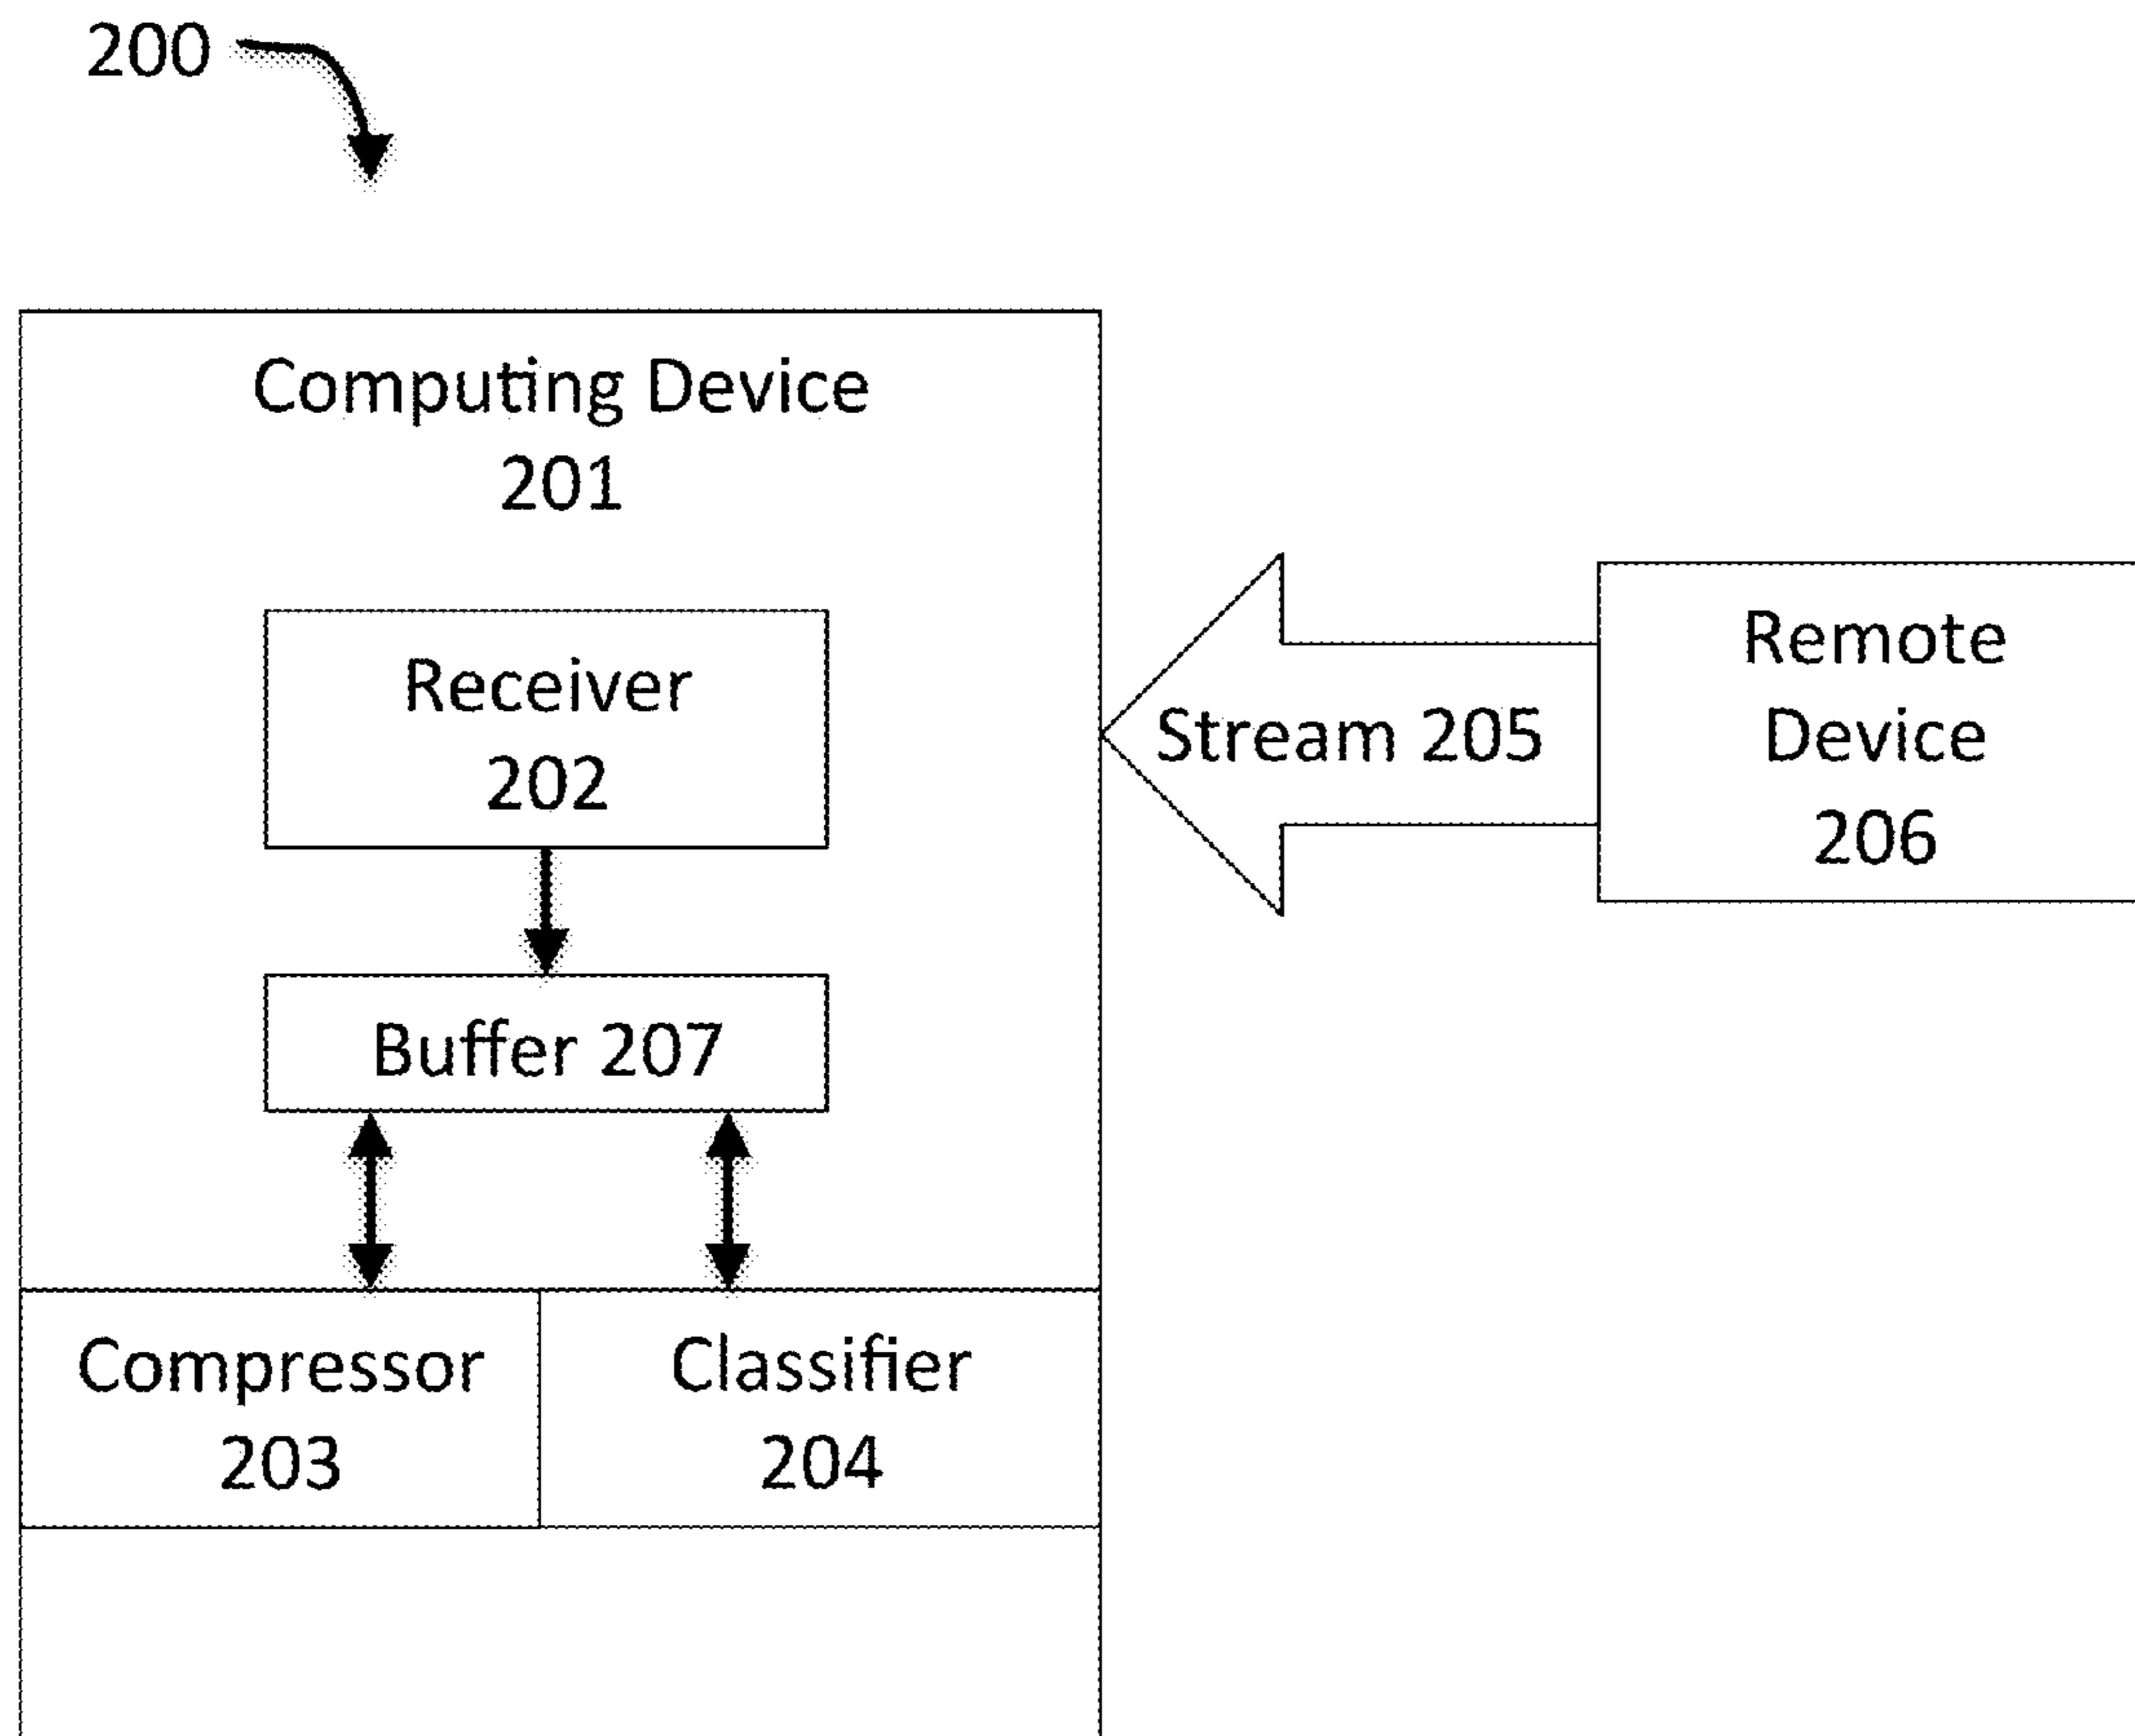 200
Computing Device
201
Receiver
202
Stream 205
Remote
Device
206
Buffer 207
Compressor
203
Classifier
204